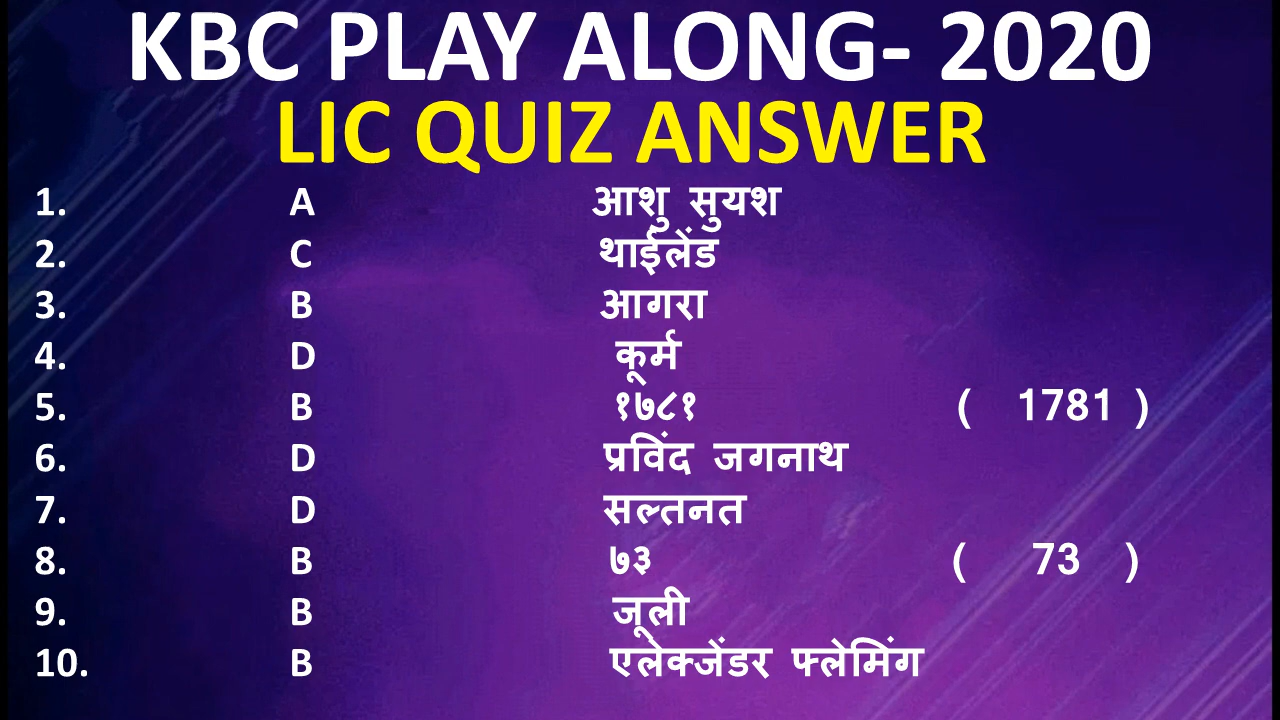 KBC PLAY ALONG- 2020
LIC QUIZ ANSWER
1. A आशु सुयश
2. C थाईलेंड
3. B आगरा
4. D कूर्म
5. B १७८१ ( 1781 )
6. D प्रविंद जगनाथ
7. D सल्तनत
8. B ७३ ( 73 )
9. B जूली
10. B एलेक्जेंडर फ्लेमिंग